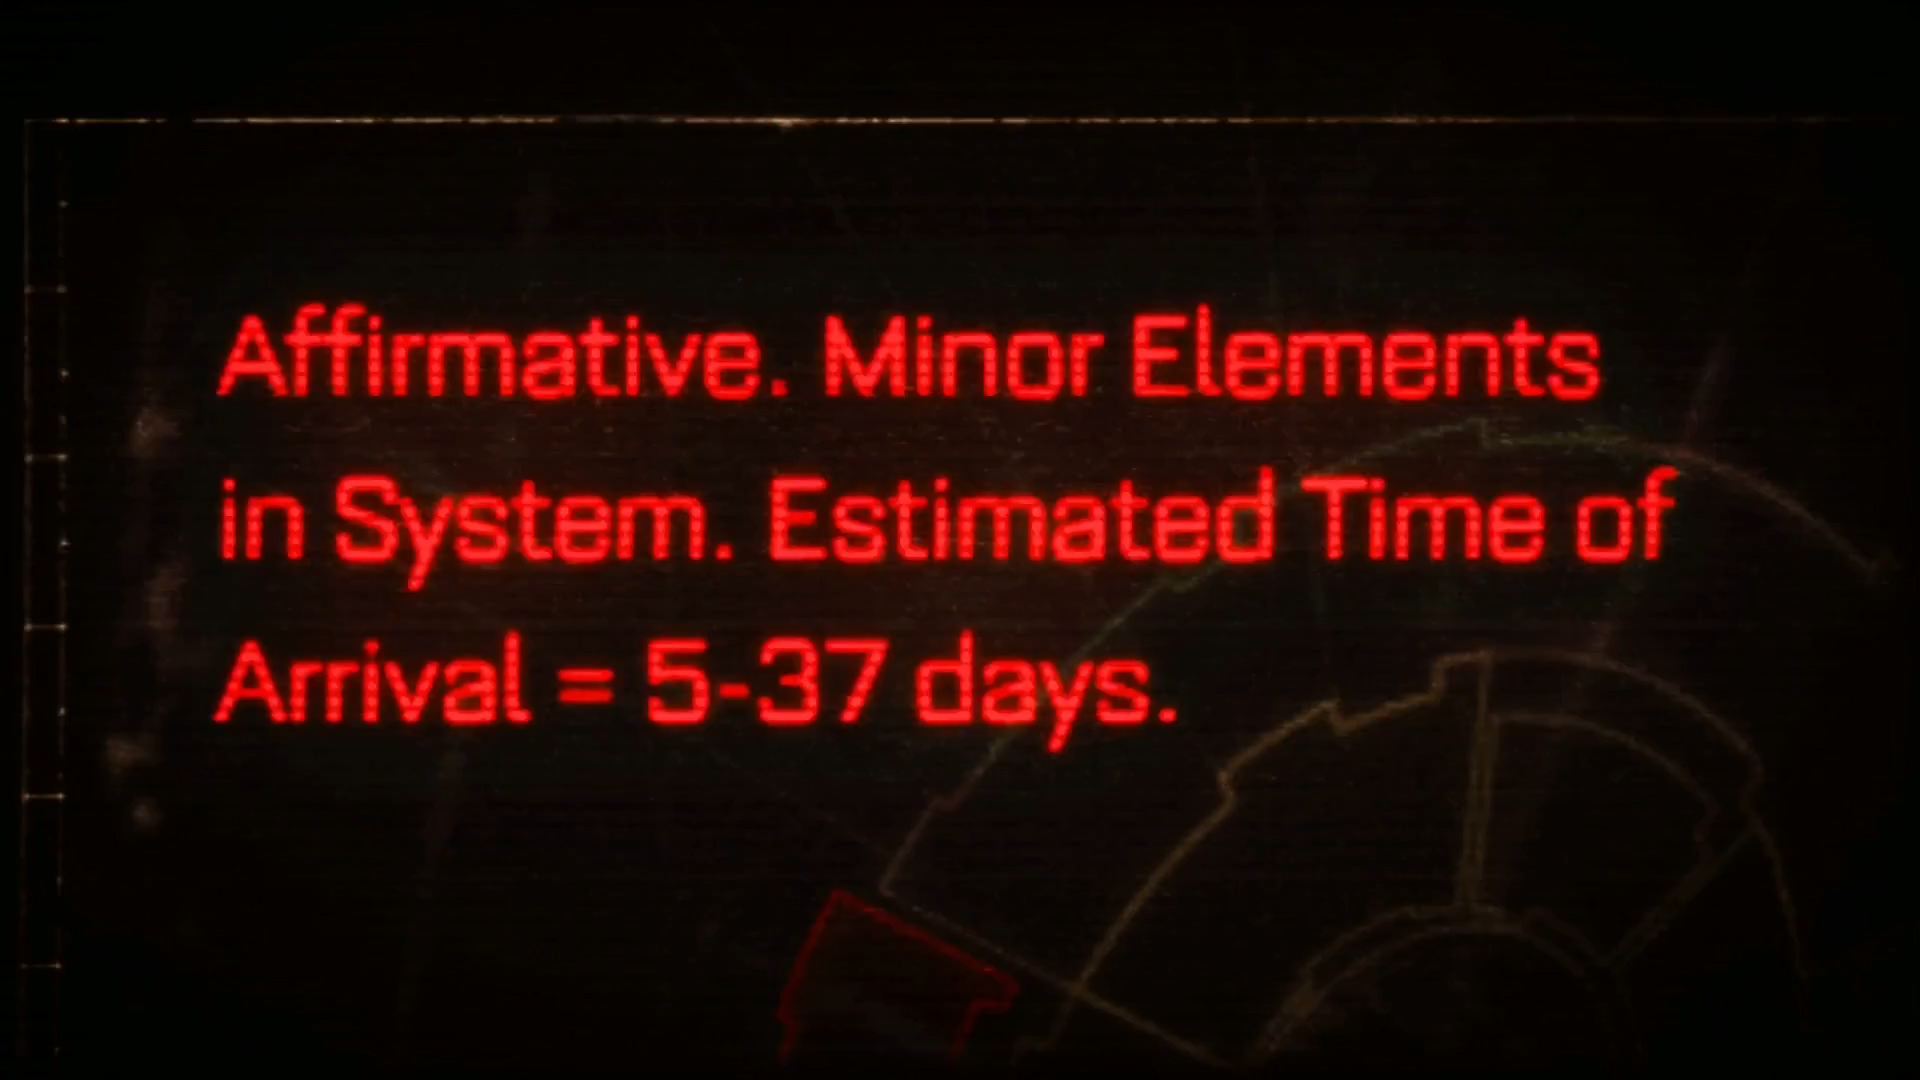 Affirmative. Minor Elements
in System. Estimated Time of
Arrival = 5-37 days.